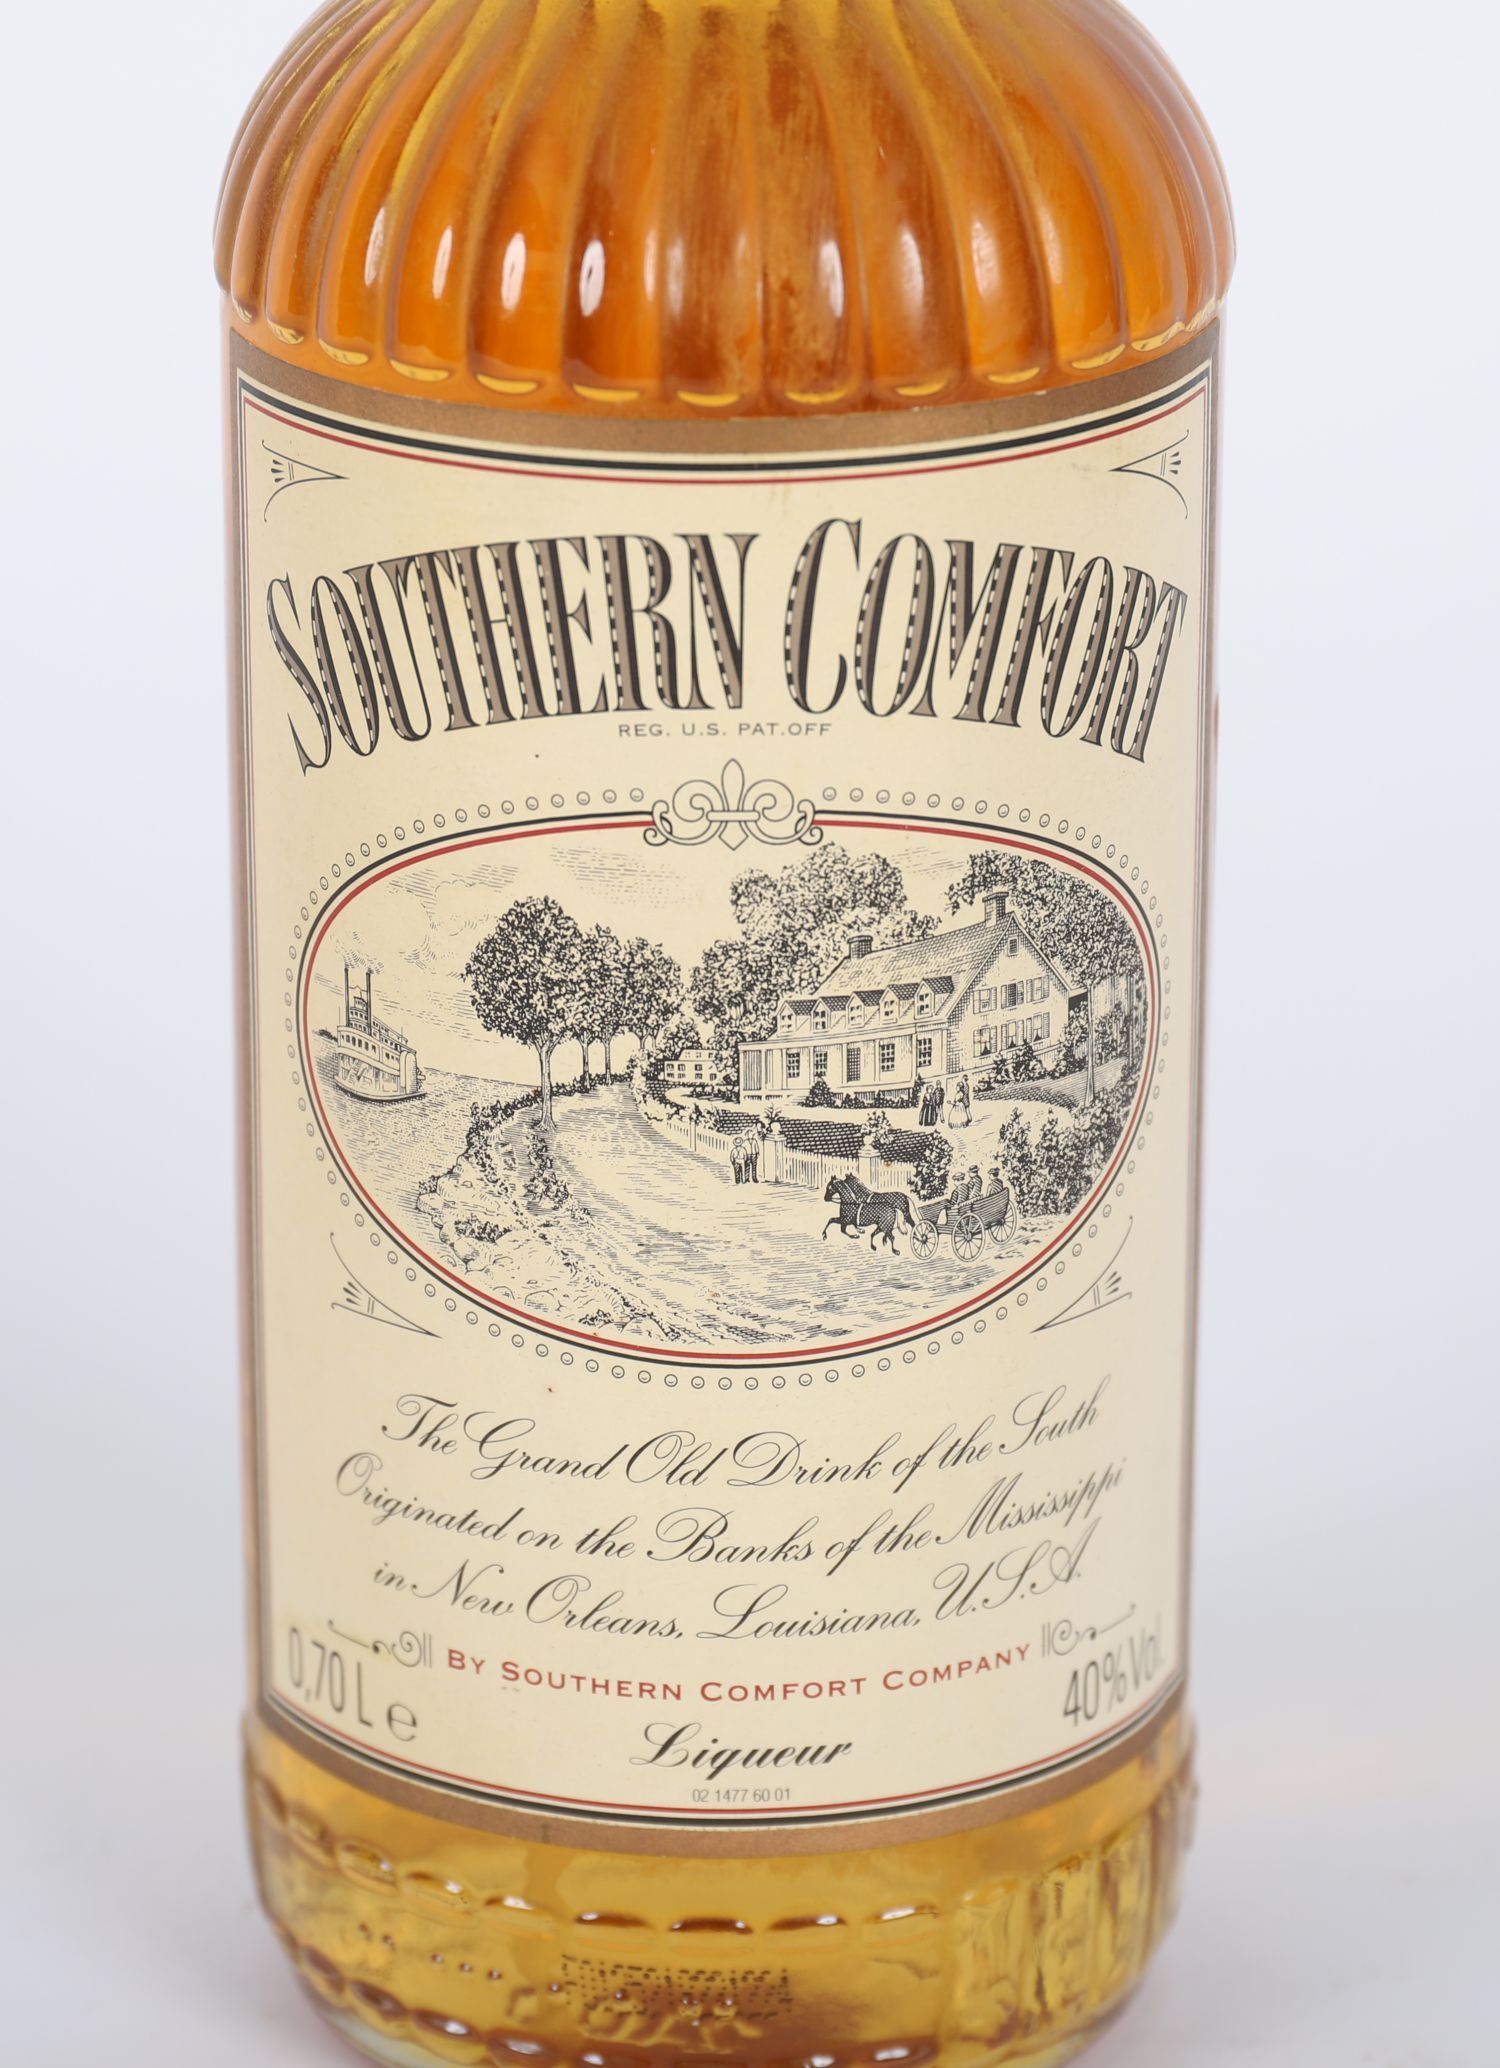 SOUTHERN COMFORT
REG. U.S. PAT.OFF
The Grand Old Drink of the South
Originated on the Banks of the Mississippi
in New Orleans, Louisiana, U.S.A.
BY SOUTHERN COMFORT COMPANY
0,70 L e
40% Vol.
Liqueur
02 1477 60 01